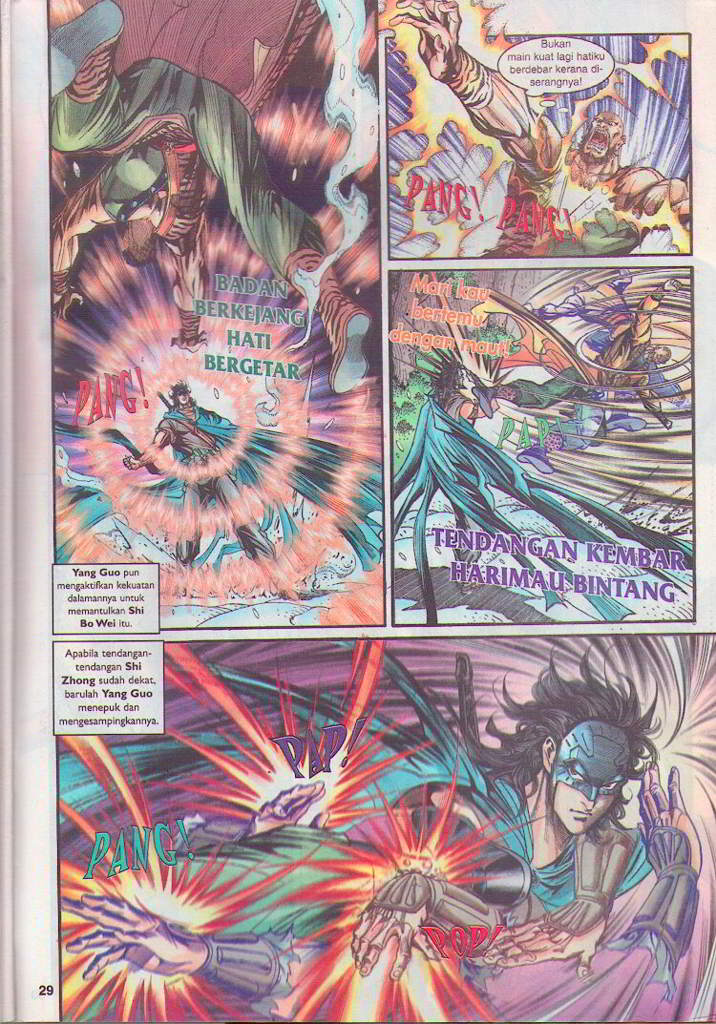 BADAN
BERKEJANG
HATI
BERGETAR
PANG!
Yang Guo pun
mengaktifkan kekuatan
dalamannya untuk
memantulkan Shi
Bo Wei itu.
Bukan
main kuat lagi hatiku
berdebar kerana di-
serangnya!
PANG! PANG!
Mari kau
bertemu
dengan maut!
PAP!
TENDANGAN KEMBAR
HARIMAU BINTANG
Apabila tendangan-
tendangan Shi
Zhong sudah dekat,
barulah Yang Guo
menepuk dan
mengesampingkannya.
PAP!
PANG!
POP!
29